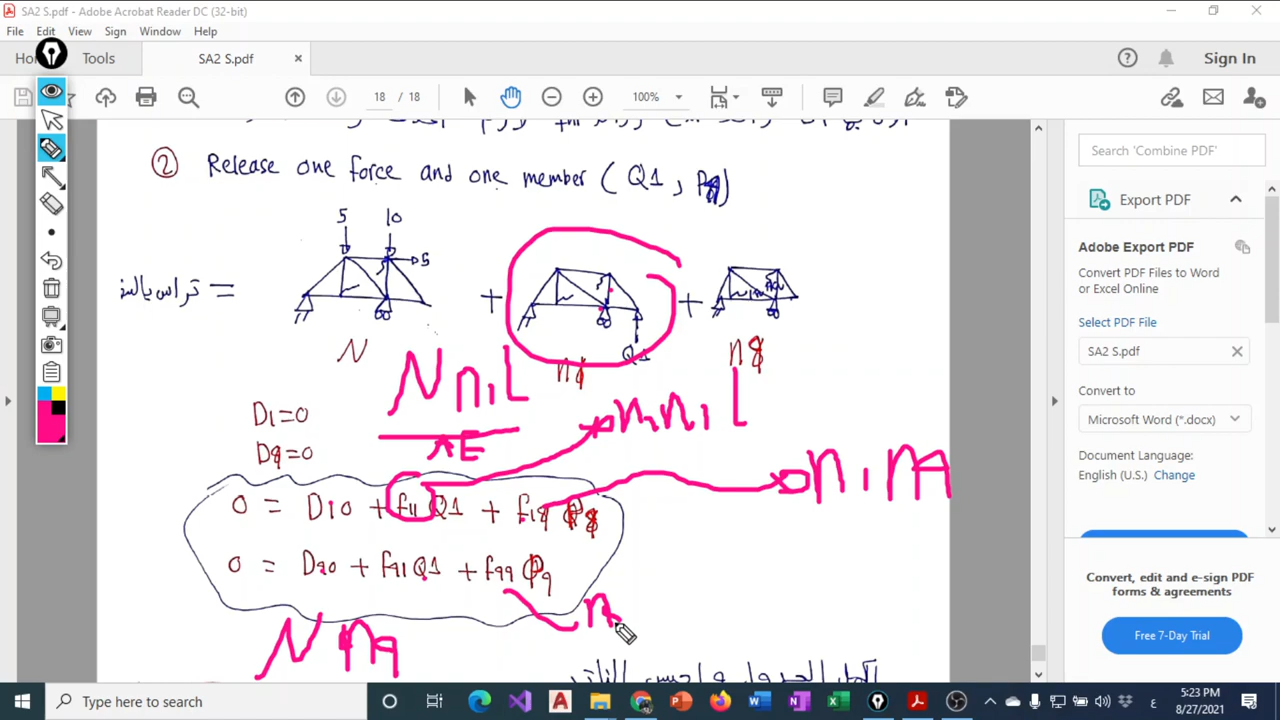 SA2 S.pdf - Adobe Acrobat Reader DC (32-bit)
File Edit View Sign Window Help
Tools SA2 S.pdf × Sign In
18 / 18 100%
② Release one force and one member (Q1, P9)
5 10
5
تراس يالنز = + +
Q1
N n1 n9
N n1 L
AE
n1 n1 L
D1=0
D9=0
n1 n9
0 = D10 + f11 Q1 + f19 P9
0 = D90 + f91 Q1 + f99 P9
N n9
n
Search 'Combine PDF'
Export PDF
Adobe Export PDF
Convert PDF Files to Word
or Excel Online
Select PDF File
SA2 S.pdf
Convert to
Microsoft Word (*.docx)
Document Language:
English (U.S.) Change
Convert, edit and e-sign PDF
forms & agreements
Free 7-Day Trial
Type here to search
ع
5:23 PM
8/27/2021